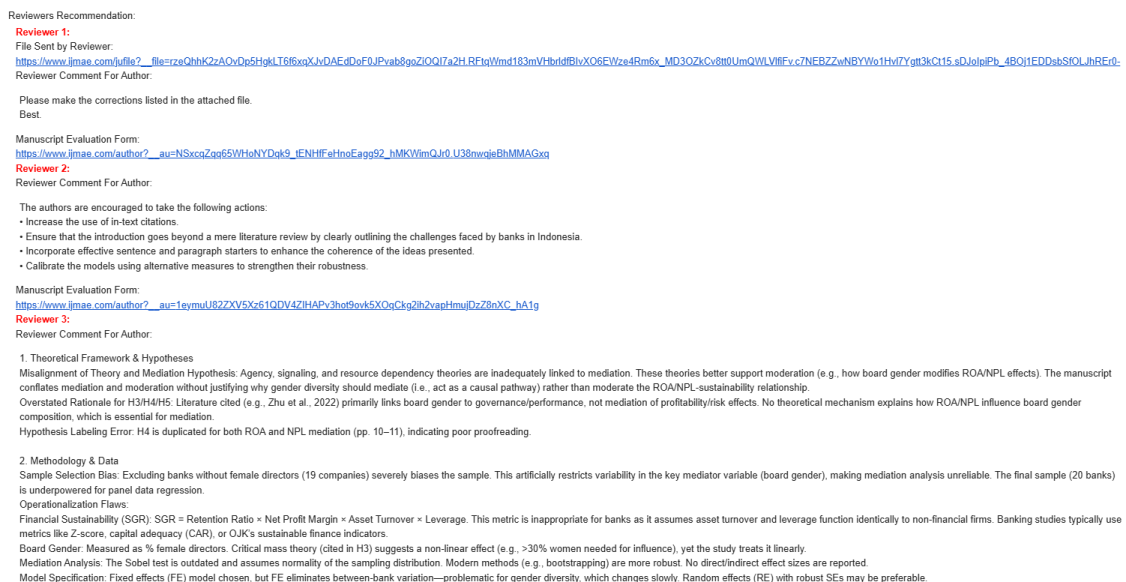 Reviewers Recommendation:
Reviewer 1:
File Sent by Reviewer:
Reviewer Comment For Author:
Please make the corrections listed in the attached file.
Best.
Manuscript Evaluation Form:
Reviewer 2:
Reviewer Comment For Author:
The authors are encouraged to take the following actions:
• Increase the use of in-text citations.
• Ensure that the introduction goes beyond a mere literature review by clearly outlining the challenges faced by banks in Indonesia.
• Incorporate effective sentence and paragraph starters to enhance the coherence of the ideas presented.
• Calibrate the models using alternative measures to strengthen their robustness.
Manuscript Evaluation Form:
Reviewer 3:
Reviewer Comment For Author:
1. Theoretical Framework & Hypotheses
Misalignment of Theory and Mediation Hypothesis: Agency, signaling, and resource dependency theories are inadequately linked to mediation. These theories better support moderation (e.g., how board gender modifies ROA/NPL effects). The manuscript
conflates mediation and moderation without justifying why gender diversity should mediate (i.e., act as a causal pathway) rather than moderate the ROA/NPL-sustainability relationship.
Overstated Rationale for H3/H4/H5: Literature cited (e.g., Zhu et al., 2022) primarily links board gender to governance/performance, not mediation of profitability/risk effects. No theoretical mechanism explains how ROA/NPL influence board gender
composition, which is essential for mediation.
Hypothesis Labeling Error: H4 is duplicated for both ROA and NPL mediation (pp. 10–11), indicating poor proofreading.
2. Methodology & Data
Sample Selection Bias: Excluding banks without female directors (19 companies) severely biases the sample. This artificially restricts variability in the key mediator variable (board gender), making mediation analysis unreliable. The final sample (20 banks)
is underpowered for panel data regression.
Operationalization Flaws:
Financial Sustainability (SGR): SGR = Retention Ratio × Net Profit Margin × Asset Turnover × Leverage. This metric is inappropriate for banks as it assumes asset turnover and leverage function identically to non-financial firms. Banking studies typically use
metrics like Z-score, capital adequacy (CAR), or OJK's sustainable finance indicators.
Board Gender: Measured as % female directors. Critical mass theory (cited in H3) suggests a non-linear effect (e.g., >30% women needed for influence), yet the study treats it linearly.
Mediation Analysis: The Sobel test is outdated and assumes normality of the sampling distribution. Modern methods (e.g., bootstrapping) are more robust. No direct/indirect effect sizes are reported.
Model Specification: Fixed effects (FE) model chosen, but FE eliminates between-bank variation—problematic for gender diversity, which changes slowly. Random effects (RE) with robust SEs may be preferable.